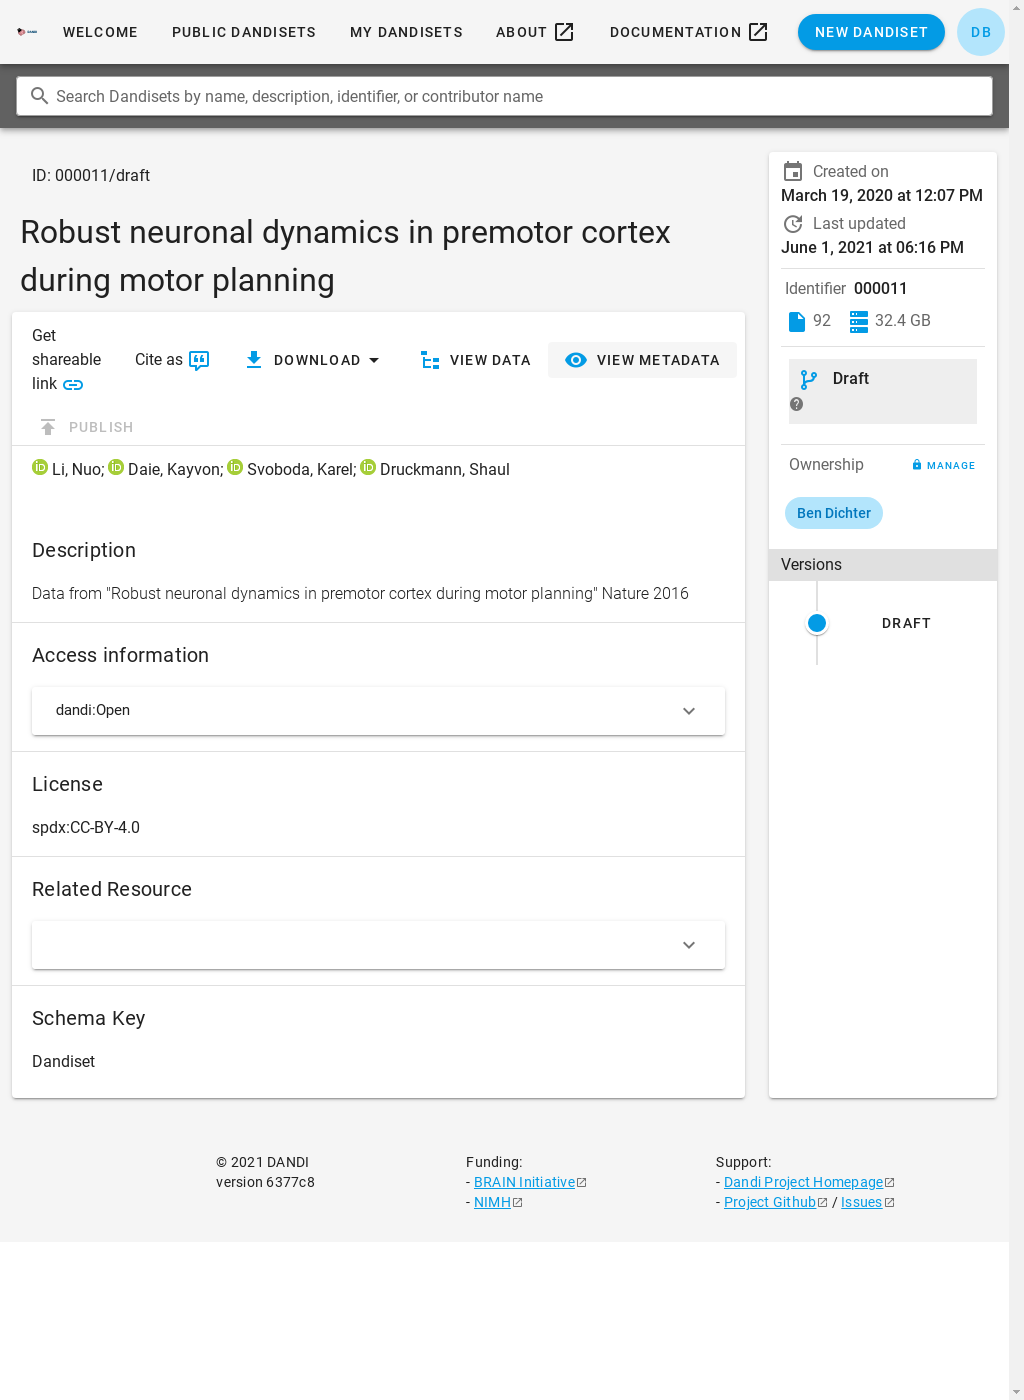 WELCOME PUBLIC DANDISETS MY DANDISETS ABOUT DOCUMENTATION NEW DANDISET DB
Search Dandisets by name, description, identifier, or contributor name
ID: 000011/draft
Robust neuronal dynamics in premotor cortex
during motor planning
Get
shareable
link
Cite as
DOWNLOAD
VIEW DATA
VIEW METADATA
PUBLISH
Li, Nuo; Daie, Kayvon; Svoboda, Karel; Druckmann, Shaul
Description
Data from "Robust neuronal dynamics in premotor cortex during motor planning" Nature 2016
Access information
dandi:Open
License
spdx:CC-BY-4.0
Related Resource
Schema Key
Dandiset
Created on
March 19, 2020 at 12:07 PM
Last updated
June 1, 2021 at 06:16 PM
Identifier 000011
92 32.4 GB
Draft
Ownership MANAGE
Ben Dichter
Versions
DRAFT
© 2021 DANDI
version 6377c8
Funding:
- BRAIN Initiative
- NIMH
Support:
- Dandi Project Homepage
- Project Github / Issues